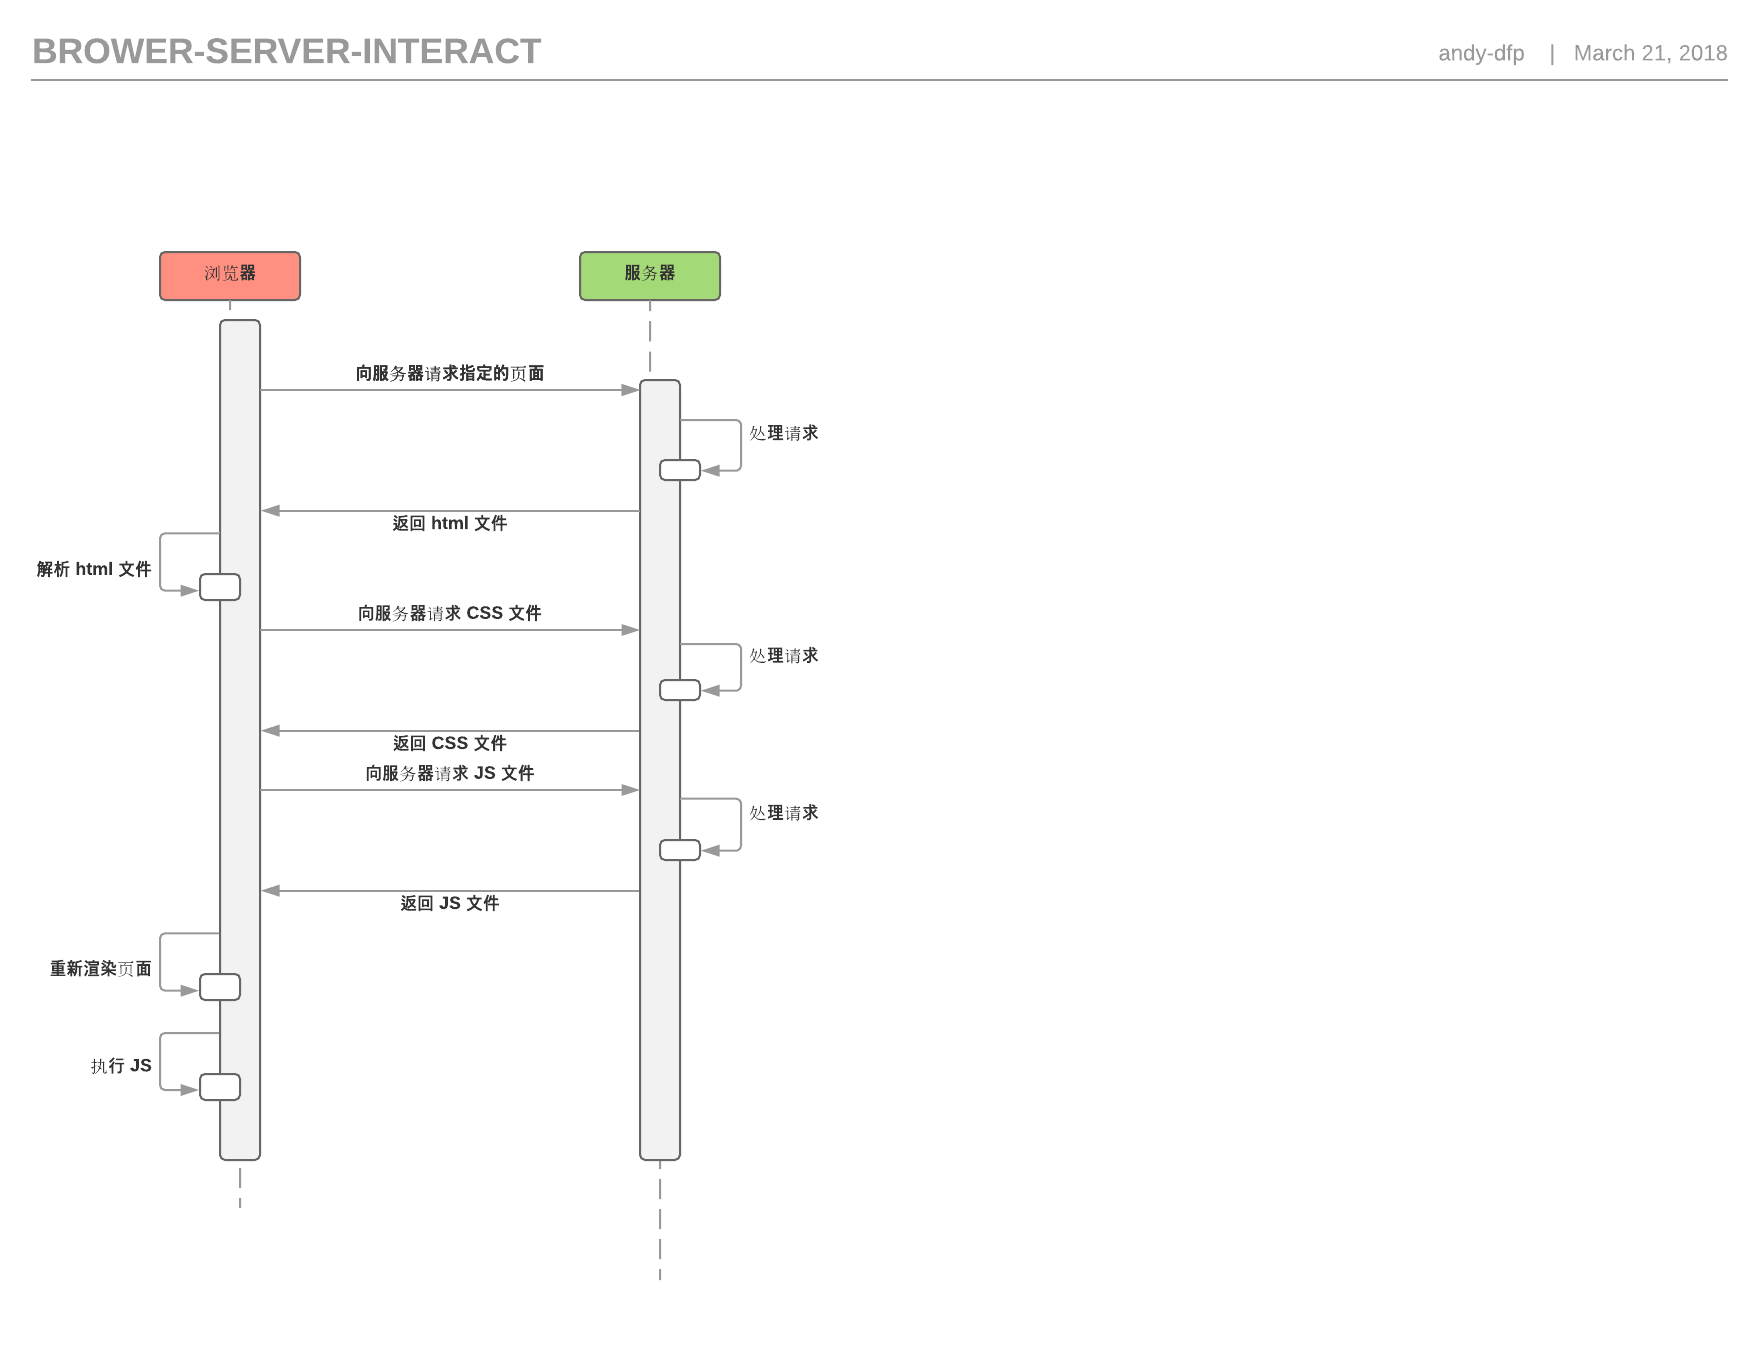 BROWER-SERVER-INTERACT
andy-dfp | March 21, 2018
浏览器
服务器
向服务器请求指定的页面
处理请求
返回 html 文件
解析 html 文件
向服务器请求 CSS 文件
处理请求
返回 CSS 文件
向服务器请求 JS 文件
处理请求
返回 JS 文件
重新渲染页面
执行 JS